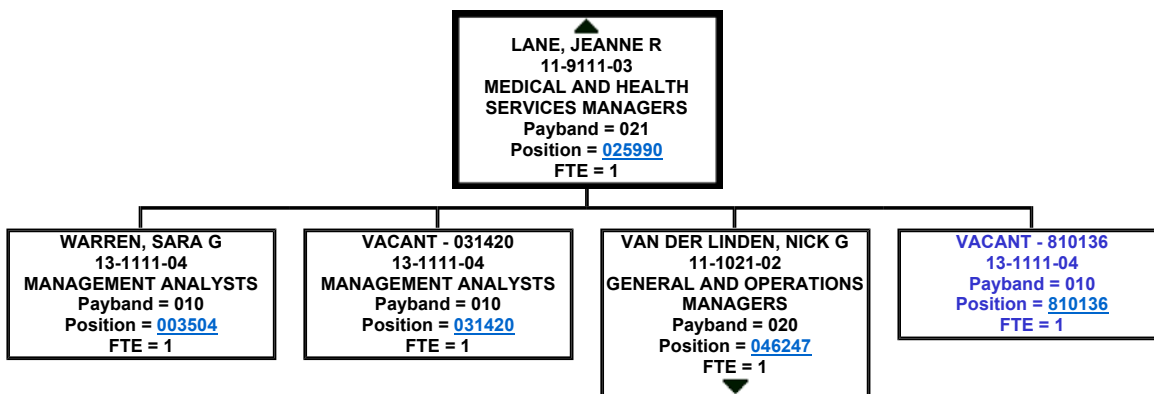 LANE, JEANNE R
11-9111-03
MEDICAL AND HEALTH
SERVICES MANAGERS
Payband = 021
Position = 025990
FTE = 1
WARREN, SARA G
13-1111-04
MANAGEMENT ANALYSTS
Payband = 010
Position = 003504
FTE = 1
VACANT - 031420
13-1111-04
MANAGEMENT ANALYSTS
Payband = 010
Position = 031420
FTE = 1
VAN DER LINDEN, NICK G
11-1021-02
GENERAL AND OPERATIONS
MANAGERS
Payband = 020
Position = 046247
FTE = 1
VACANT - 810136
13-1111-04
Payband = 010
Position = 810136
FTE = 1